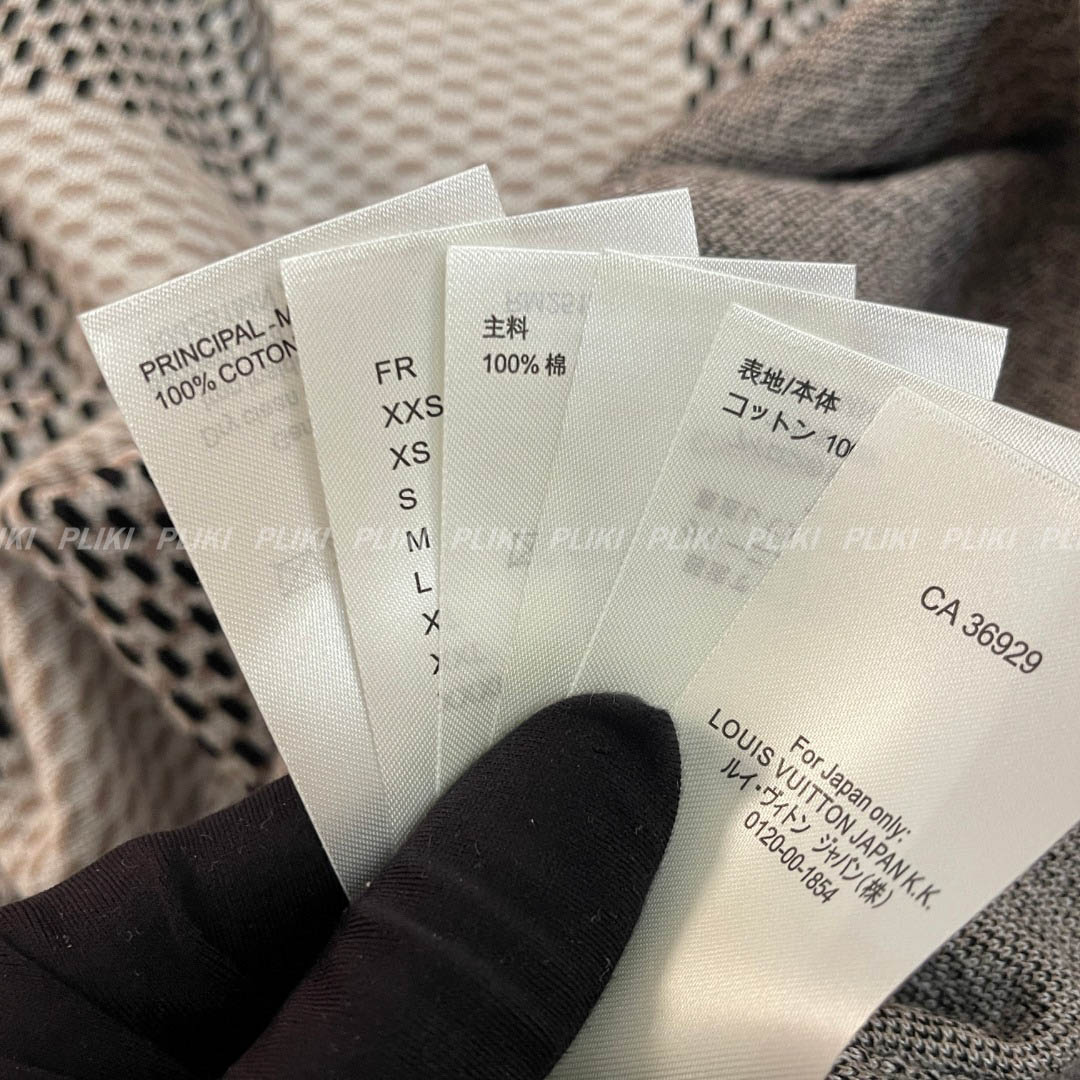 PRINCIPAL - M
100% COTON
FR
XXS
XS
S
M
L
X
X
主料
100% 棉
表地/本体
コットン 10
CA 36929
For Japan only:
LOUIS VUITTON JAPAN K.K.
ルイ・ヴィトン ジャパン(株)
0120-00-1854
PLIKI PLIKI PLIKI PLIKI PLIKI PLIKI PLIKI PLIKI PLIKI PLIKI